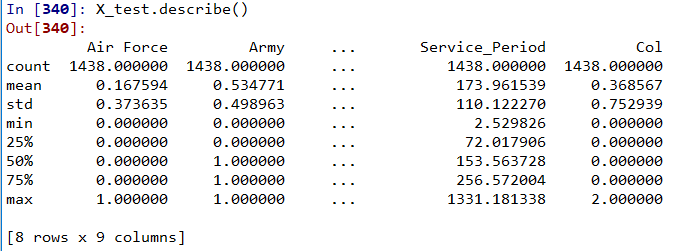 In [340]: X_test.describe()
Out[340]:
Air Force Army ... Service_Period Col
count 1438.000000 1438.000000 ... 1438.000000 1438.000000
mean 0.167594 0.534771 ... 173.961539 0.368567
std 0.373635 0.498963 ... 110.122270 0.752939
min 0.000000 0.000000 ... 2.529826 0.000000
25% 0.000000 0.000000 ... 72.017906 0.000000
50% 0.000000 1.000000 ... 153.563728 0.000000
75% 0.000000 1.000000 ... 256.572004 0.000000
max 1.000000 1.000000 ... 1331.181338 2.000000
[8 rows x 9 columns]